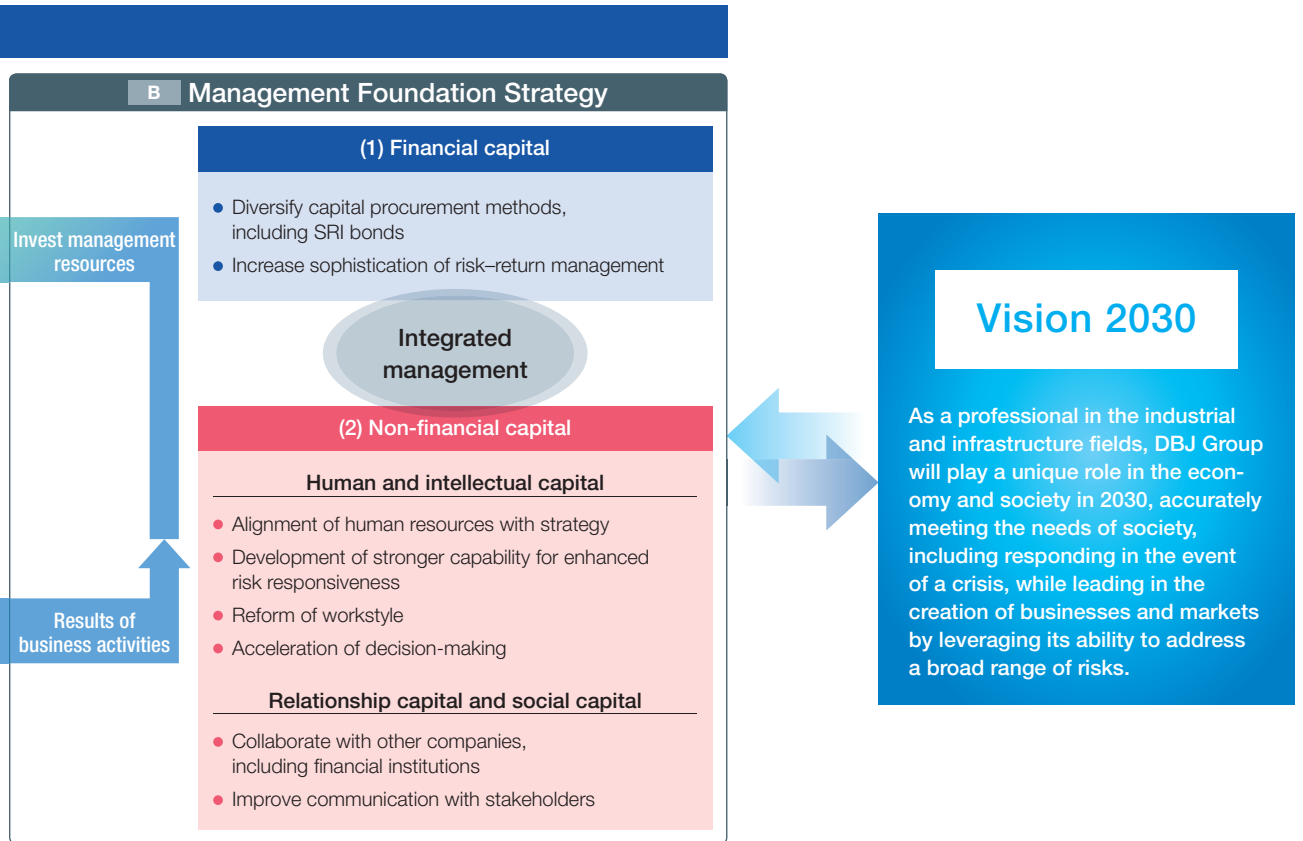 B Management Foundation Strategy
(1) Financial capital
● Diversify capital procurement methods,
including SRI bonds
● Increase sophistication of risk–return management
Invest management
resources
Integrated
management
(2) Non-financial capital
Human and intellectual capital
● Alignment of human resources with strategy
● Development of stronger capability for enhanced
risk responsiveness
● Reform of workstyle
● Acceleration of decision-making
Results of
business activities
Relationship capital and social capital
● Collaborate with other companies,
including financial institutions
● Improve communication with stakeholders
Vision 2030
As a professional in the industrial
and infrastructure fields, DBJ Group
will play a unique role in the econ-
omy and society in 2030, accurately
meeting the needs of society,
including responding in the event
of a crisis, while leading in the
creation of businesses and markets
by leveraging its ability to address
a broad range of risks.